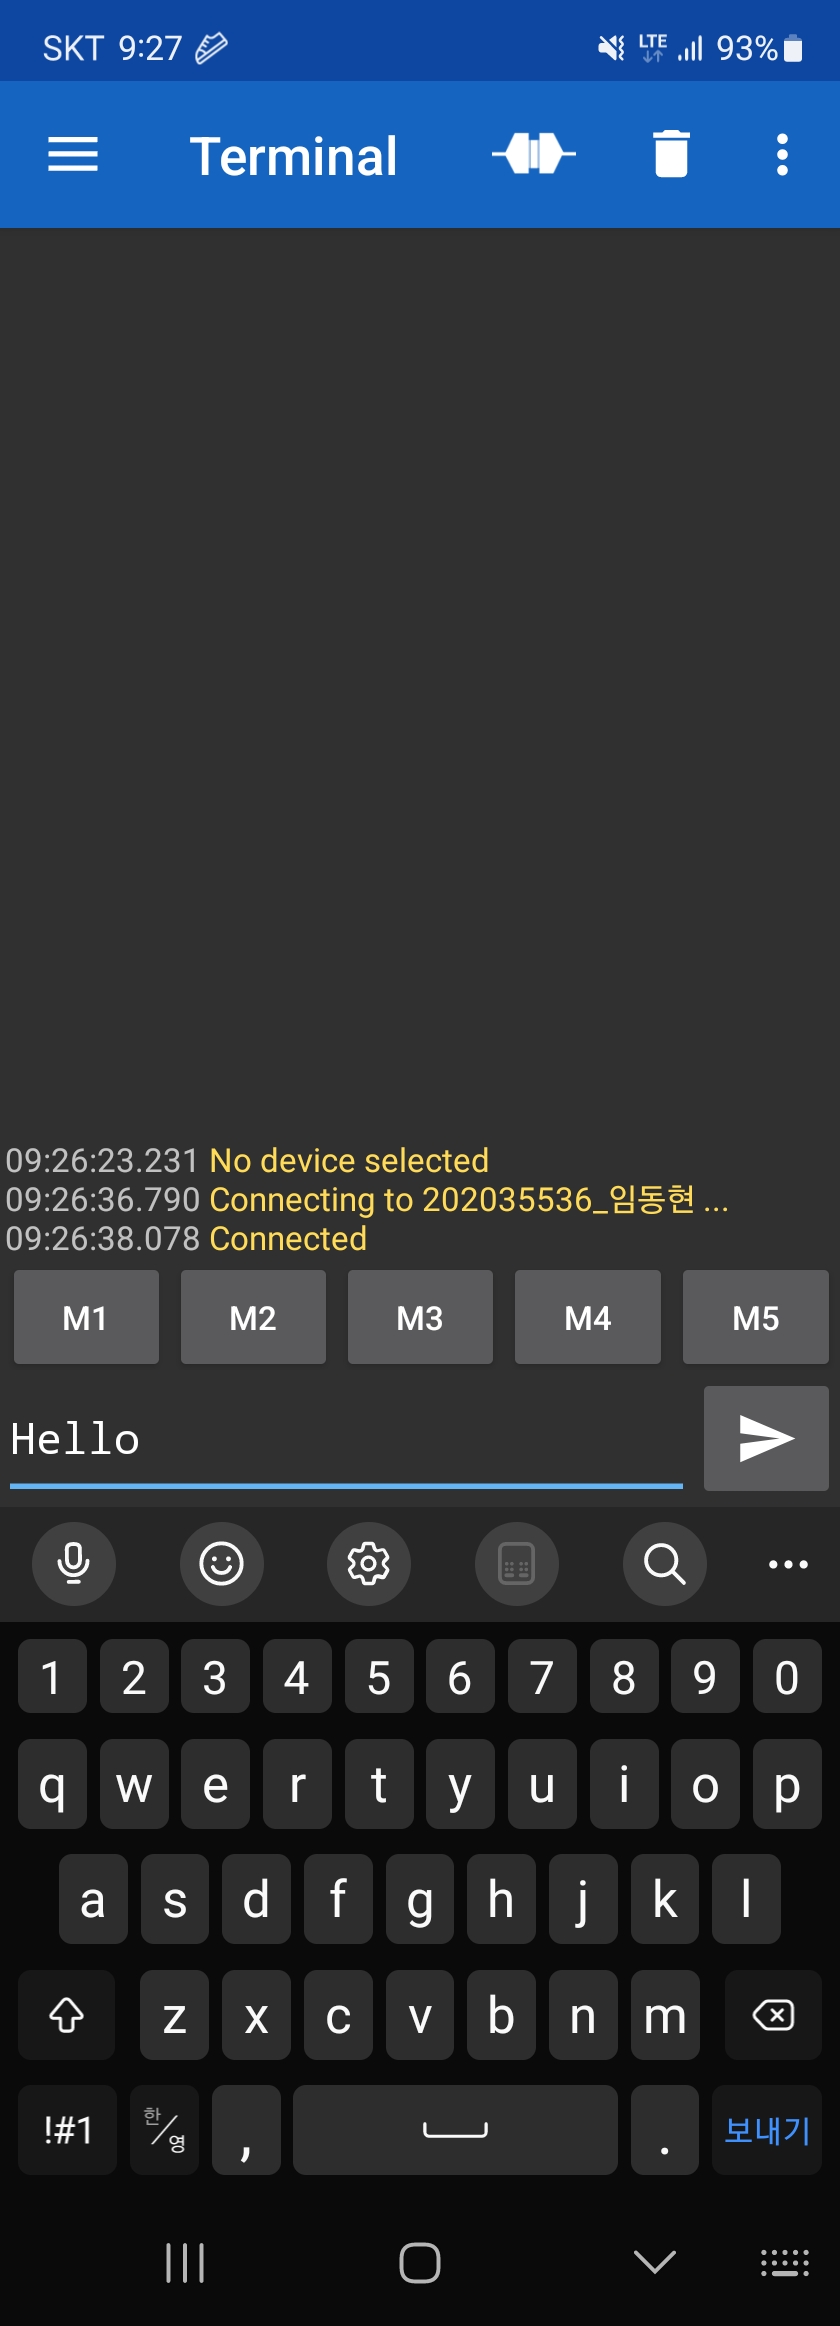 SKT 9:27 LTE 93%
Terminal
09:26:23.231 No device selected
09:26:36.790 Connecting to 202035536_임동현 ...
09:26:38.078 Connected
M1 M2 M3 M4 M5
Hello
1 2 3 4 5 6 7 8 9 0
q w e r t y u i o p
a s d f g h j k l
z x c v b n m
!#1 한/영 , . 보내기